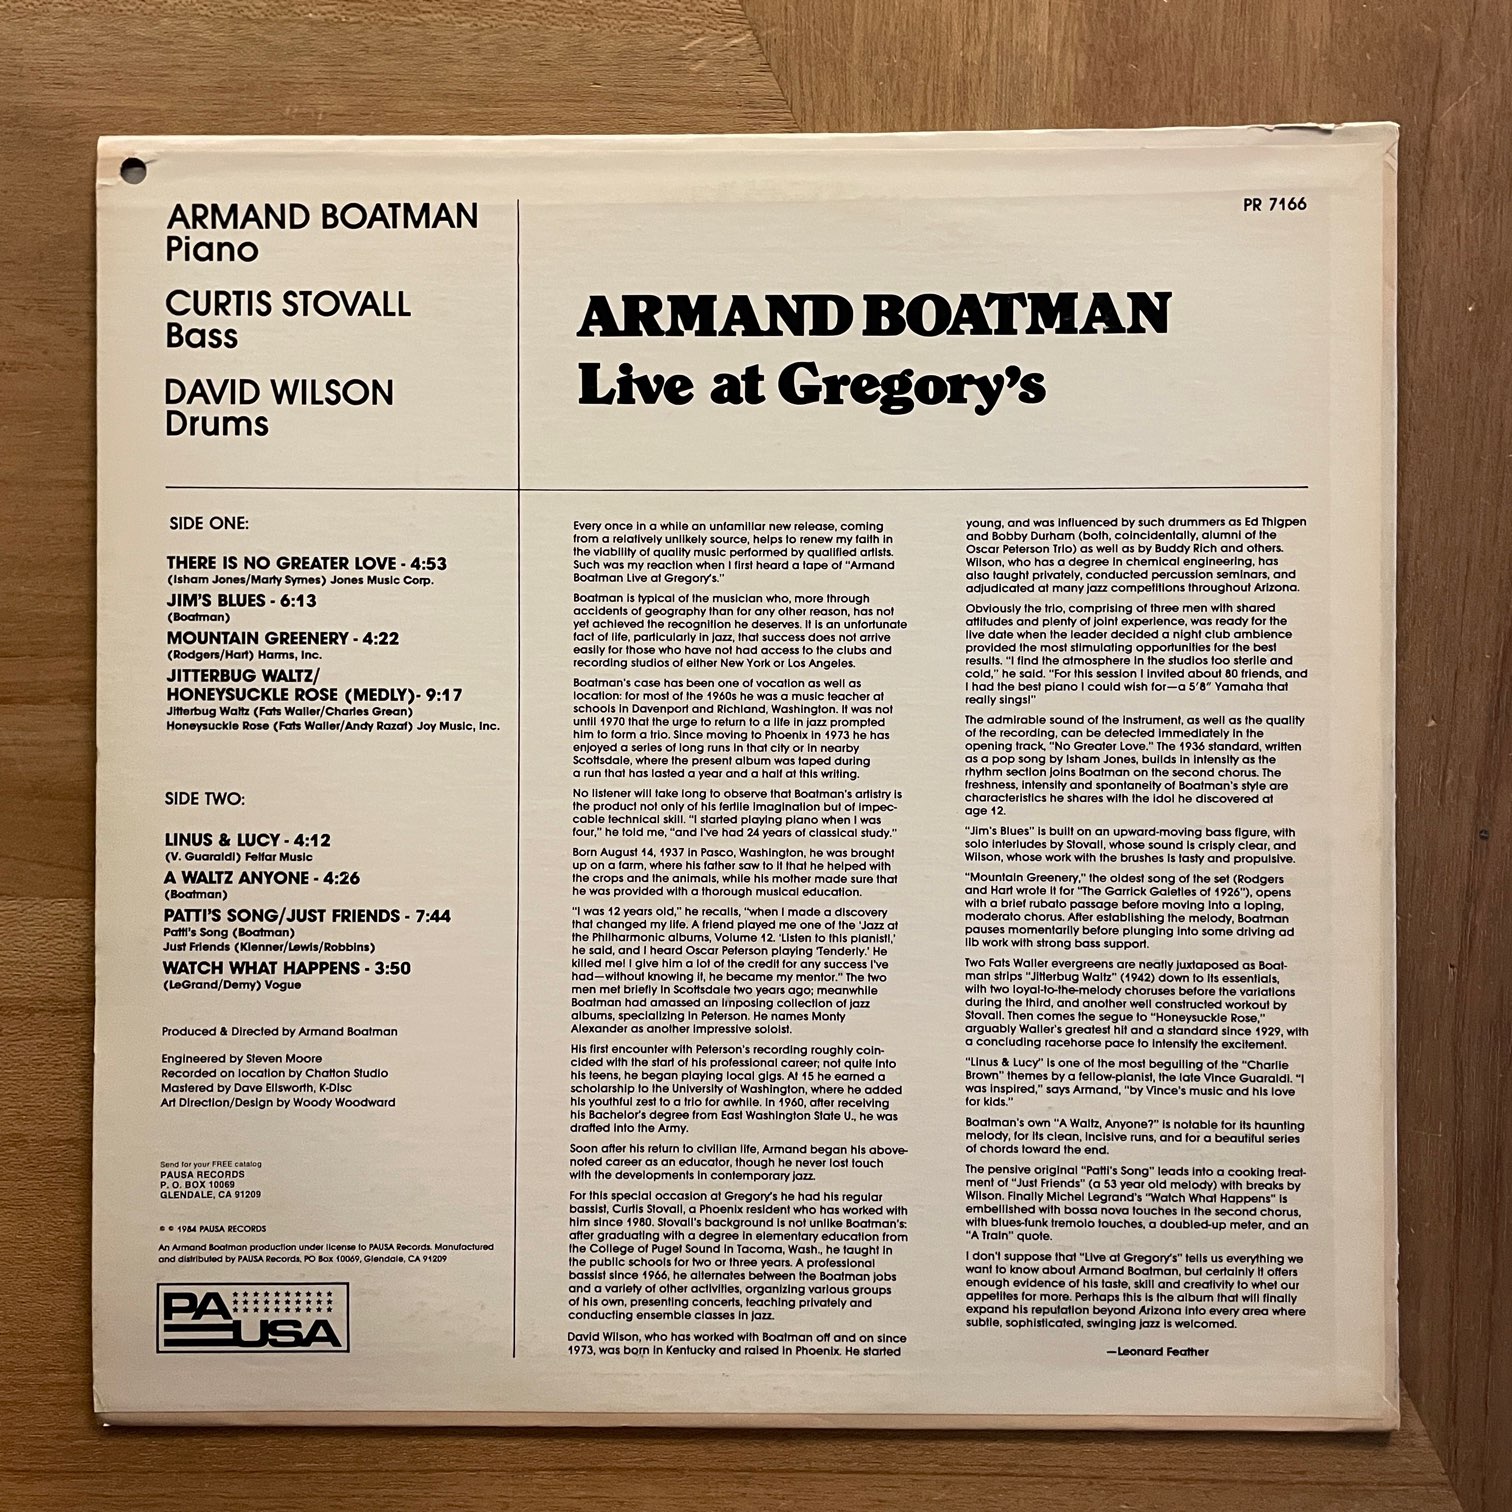 ARMAND BOATMAN
Piano
CURTIS STOVALL
Bass
DAVID WILSON
Drums
PR 7166
ARMAND BOATMAN
Live at Gregory's
SIDE ONE:
THERE IS NO GREATER LOVE - 4:53
(Isham Jones/Marty Symes) Jones Music Corp.
JIM'S BLUES - 6:13
(Boatman)
MOUNTAIN GREENERY - 4:22
(Rodgers/Hart) Harms, Inc.
JITTERBUG WALTZ/
HONEYSUCKLE ROSE (MEDLY)- 9:17
Jitterbug Waltz (Fats Waller/Charles Grean)
Honeysuckle Rose (Fats Waller/Andy Razaf) Joy Music, Inc.
SIDE TWO:
LINUS & LUCY - 4:12
(V. Guaraldi) Felfar Music
A WALTZ ANYONE - 4:26
(Boatman)
PATTI'S SONG/JUST FRIENDS - 7:44
Patti's Song (Boatman)
Just Friends (Klenner/Lewis/Robbins)
WATCH WHAT HAPPENS - 3:50
(LeGrand/Demy) Vogue
Produced & Directed by Armand Boatman
Engineered by Steven Moore
Recorded on location by Chatton Studio
Mastered by Dave Ellsworth, K-Disc
Art Direction/Design by Woody Woodward
Send for your FREE catalog
PAUSA RECORDS
P. O. BOX 10069
GLENDALE, CA 91209
℗ © 1984 PAUSA RECORDS
An Armand Boatman production under license to PAUSA Records. Manufactured
and distributed by PAUSA Records, PO Box 10069, Glendale, CA 91209
PA
USA
Every once in a while an unfamiliar new release, coming
from a relatively unlikely source, helps to renew my faith in
the viability of quality music performed by qualified artists.
Such was my reaction when I first heard a tape of "Armand
Boatman Live at Gregory's."
Boatman is typical of the musician who, more through
accidents of geography than for any other reason, has not
yet achieved the recognition he deserves. It is an unfortunate
fact of life, particularly in jazz, that success does not arrive
easily for those who have not had access to the clubs and
recording studios of either New York or Los Angeles.
Boatman's case has been one of vocation as well as
location: for most of the 1960s he was a music teacher at
schools in Davenport and Richland, Washington. It was not
until 1970 that the urge to return to a life in jazz prompted
him to form a trio. Since moving to Phoenix in 1973 he has
enjoyed a series of long runs in that city or in nearby
Scottsdale, where the present album was taped during
a run that has lasted a year and a half at this writing.
No listener will take long to observe that Boatman's artistry is
the product not only of his fertile imagination but of impec-
cable technical skill. "I started playing piano when I was
four," he told me, "and I've had 24 years of classical study."
Born August 14, 1937 in Pasco, Washington, he was brought
up on a farm, where his father saw to it that he helped with
the crops and the animals, while his mother made sure that
he was provided with a thorough musical education.
"I was 12 years old," he recalls, "when I made a discovery
that changed my life. A friend played me one of the 'Jazz at
the Philharmonic albums, Volume 12. 'Listen to this pianist!,'
he said, and I heard Oscar Peterson playing 'Tenderly.' He
killed me! I give him a lot of the credit for any success I've
had—without knowing it, he became my mentor." The two
men met briefly in Scottsdale two years ago; meanwhile
Boatman had amassed an imposing collection of jazz
albums, specializing in Peterson. He names Monty
Alexander as another impressive soloist.
His first encounter with Peterson's recording roughly coin-
cided with the start of his professional career; not quite into
his teens, he began playing local gigs. At 15 he earned a
scholarship to the University of Washington, where he added
his youthful zest to a trio for awhile. In 1960, after receiving
his Bachelor's degree from East Washington State U., he was
drafted into the Army.
Soon after his return to civilian life, Armand began his above-
noted career as an educator, though he never lost touch
with the developments in contemporary jazz.
For this special occasion at Gregory's he had his regular
bassist, Curtis Stovall, a Phoenix resident who has worked with
him since 1980. Stovall's background is not unlike Boatman's:
after graduating with a degree in elementary education from
the College of Puget Sound in Tacoma, Wash., he taught in
the public schools for two or three years. A professional
bassist since 1966, he alternates between the Boatman jobs
and a variety of other activities, organizing various groups
of his own, presenting concerts, teaching privately and
conducting ensemble classes in jazz.
David Wilson, who has worked with Boatman off and on since
1973, was born in Kentucky and raised in Phoenix. He started
young, and was influenced by such drummers as Ed Thigpen
and Bobby Durham (both, coincidentally, alumni of the
Oscar Peterson Trio) as well as by Buddy Rich and others.
Wilson, who has a degree in chemical engineering, has
also taught privately, conducted percussion seminars, and
adjudicated at many jazz competitions throughout Arizona.
Obviously the trio, comprising of three men with shared
attitudes and plenty of joint experience, was ready for the
live date when the leader decided a night club ambience
provided the most stimulating opportunities for the best
results. "I find the atmosphere in the studios too sterile and
cold," he said. "For this session I invited about 80 friends, and
I had the best piano I could wish for—a 5'8" Yamaha that
really sings!"
The admirable sound of the instrument, as well as the quality
of the recording, can be detected immediately in the
opening track, "No Greater Love." The 1936 standard, written
as a pop song by Isham Jones, builds in intensity as the
rhythm section joins Boatman on the second chorus. The
freshness, intensity and spontaneity of Boatman's style are
characteristics he shares with the idol he discovered at
age 12.
"Jim's Blues" is built on an upward-moving bass figure, with
solo interludes by Stovall, whose sound is crisply clear, and
Wilson, whose work with the brushes is tasty and propulsive.
"Mountain Greenery," the oldest song of the set (Rodgers
and Hart wrote it for "The Garrick Gaieties of 1926"), opens
with a brief rubato passage before moving into a loping,
moderato chorus. After establishing the melody, Boatman
pauses momentarily before plunging into some driving ad
lib work with strong bass support.
Two Fats Waller evergreens are neatly juxtaposed as Boat-
man strips "Jitterbug Waltz" (1942) down to its essentials,
with two loyal-to-the-melody choruses before the variations
during the third, and another well constructed workout by
Stovall. Then comes the segue to "Honeysuckle Rose,"
arguably Waller's greatest hit and a standard since 1929, with
a concluding racehorse pace to intensify the excitement.
"Linus & Lucy" is one of the most beguiling of the "Charlie
Brown" themes by a fellow-pianist, the late Vince Guaraldi. "I
was inspired," says Armand, "by Vince's music and his love
for kids."
Boatman's own "A Waltz, Anyone?" is notable for its haunting
melody, for its clean, incisive runs, and for a beautiful series
of chords toward the end.
The pensive original "Patti's Song" leads into a cooking treat-
ment of "Just Friends" (a 53 year old melody) with breaks by
Wilson. Finally Michel Legrand's "Watch What Happens" is
embellished with bossa nova touches in the second chorus,
with blues-funk tremolo touches, a doubled-up meter, and an
"A Train" quote.
I don't suppose that "Live at Gregory's" tells us everything we
want to know about Armand Boatman, but certainly it offers
enough evidence of his taste, skill and creativity to whet our
appetites for more. Perhaps this is the album that will finally
expand his reputation beyond Arizona into every area where
subtle, sophisticated, swinging jazz is welcomed.
—Leonard Feather